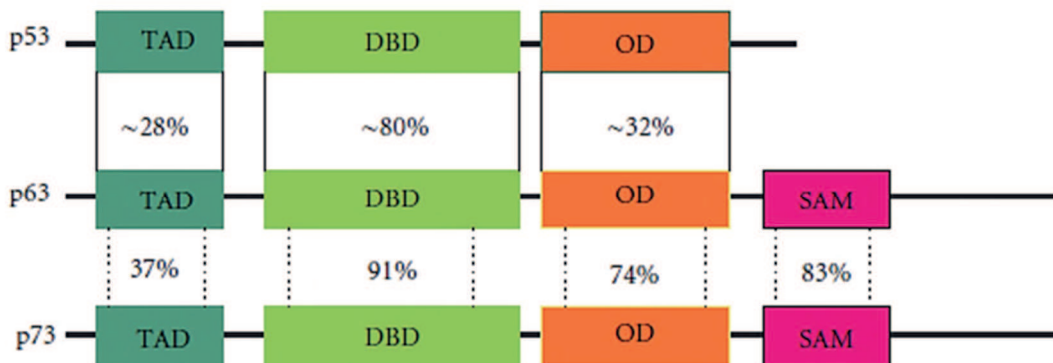 p53 TAD DBD OD
~28% ~80% ~32%
p63 TAD DBD OD SAM
37% 91% 74% 83%
p73 TAD DBD OD SAM